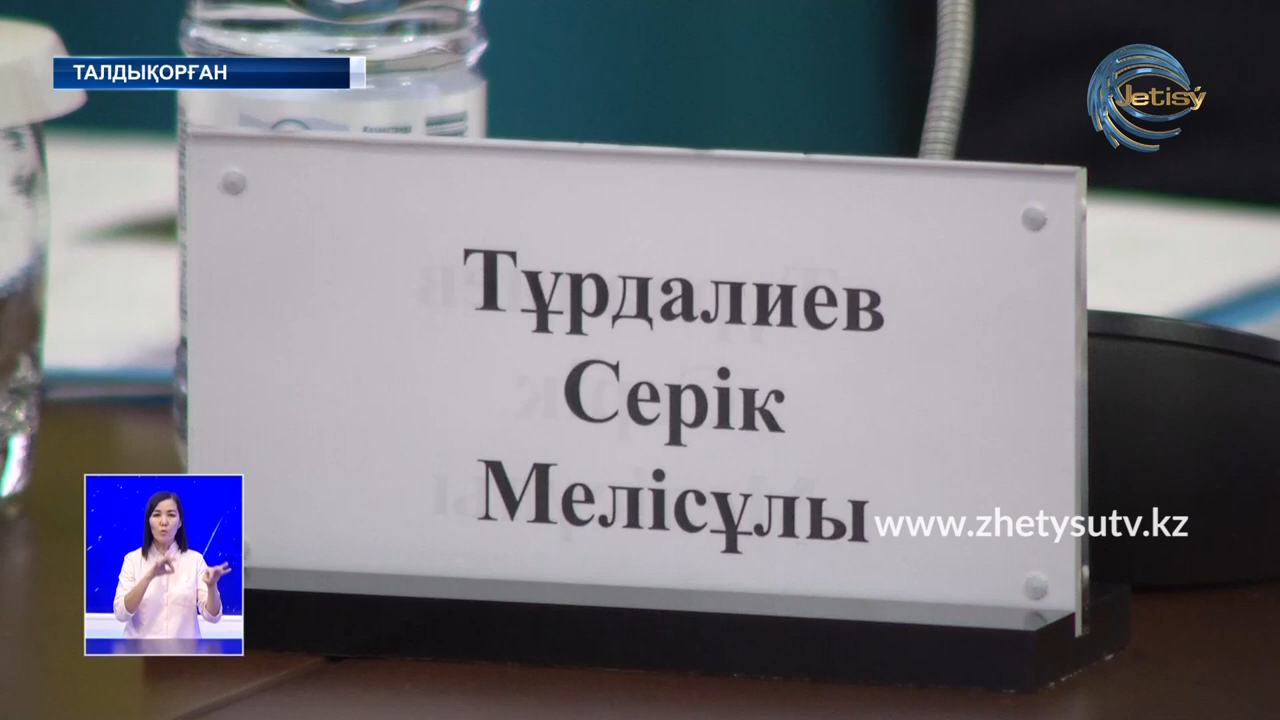 ТАЛДЫҚОРҒАН
Jetisý
Тұрдалиев
Серік
Мелісұлы
www.zhetysutv.kz